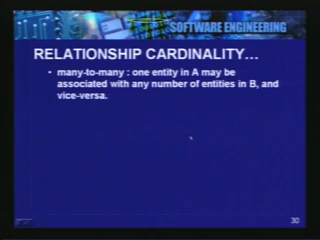 SOFTWARE ENGINEERING
RELATIONSHIP CARDINALITY...
• many-to-many : one entity in A may be
associated with any number of entities in B, and
vice-versa.
30